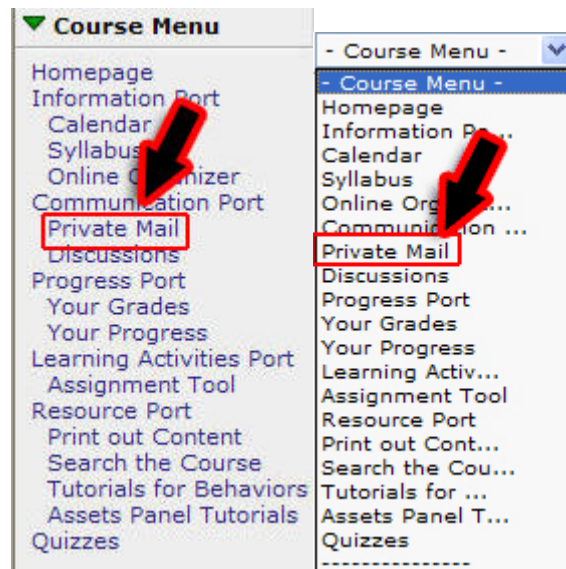 Course Menu
Homepage
Information Port
Calendar
Syllabus
Online Organizer
Communication Port
Private Mail
Discussions
Progress Port
Your Grades
Your Progress
Learning Activities Port
Assignment Tool
Resource Port
Print out Content
Search the Course
Tutorials for Behaviors
Assets Panel Tutorials
Quizzes
- Course Menu -
- Course Menu -
Homepage
Information Po...
Calendar
Syllabus
Online Org...
Communication ...
Private Mail
Discussions
Progress Port
Your Grades
Your Progress
Learning Activ...
Assignment Tool
Resource Port
Print out Cont...
Search the Cou...
Tutorials for ...
Assets Panel T...
Quizzes
---------------